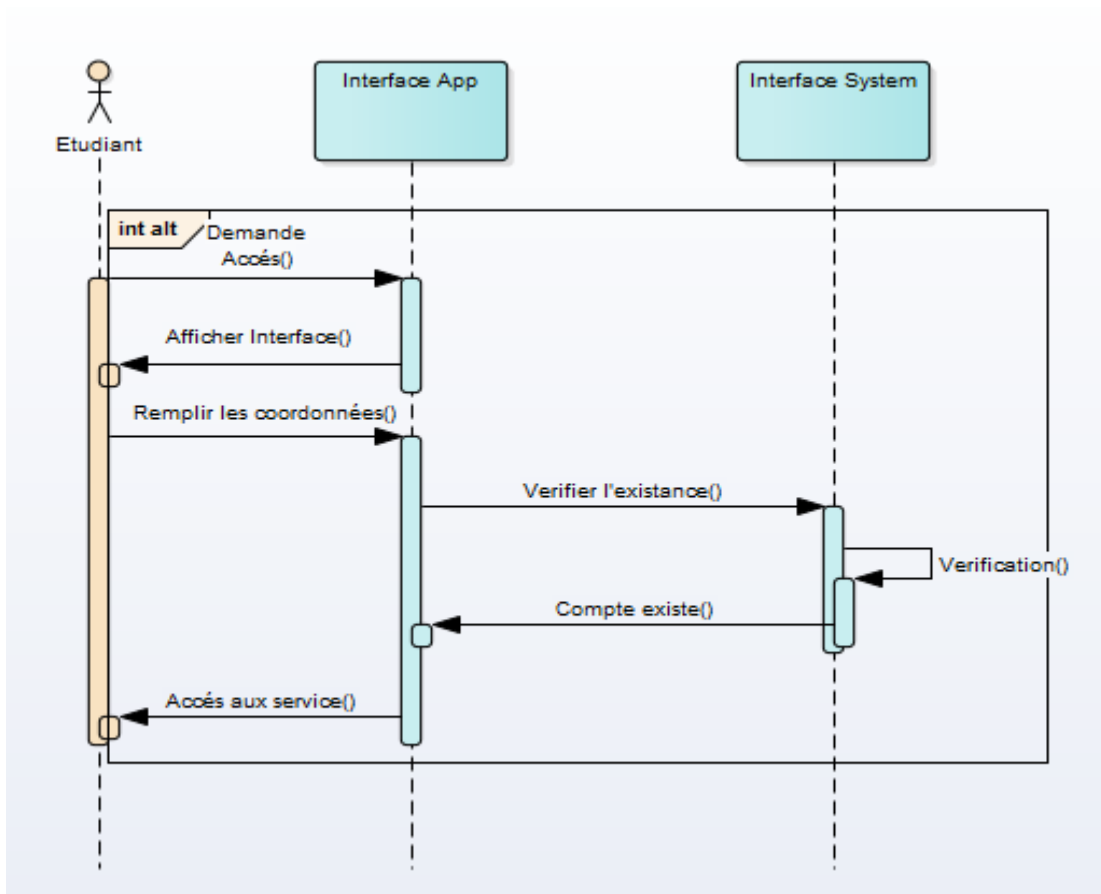 Interface App
Interface System
Etudiant
int alt
Demande
Accés()
Afficher Interface()
Remplir les coordonnées()
Verifier l'existance()
Verification()
Compte existe()
Accés aux service()